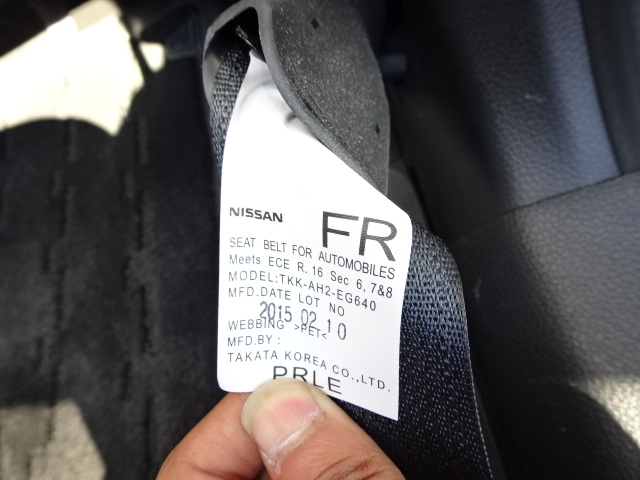 NISSAN FR
SEAT BELT FOR AUTOMOBILES
Meets ECE R.16 Sec 6,7&8
MODEL:TKK-AH2-EG640
MFD.DATE LOT NO
2015 02 10
WEBBING >PET<
MFD.BY:
TAKATA KOREA CO.,LTD.
PRLE